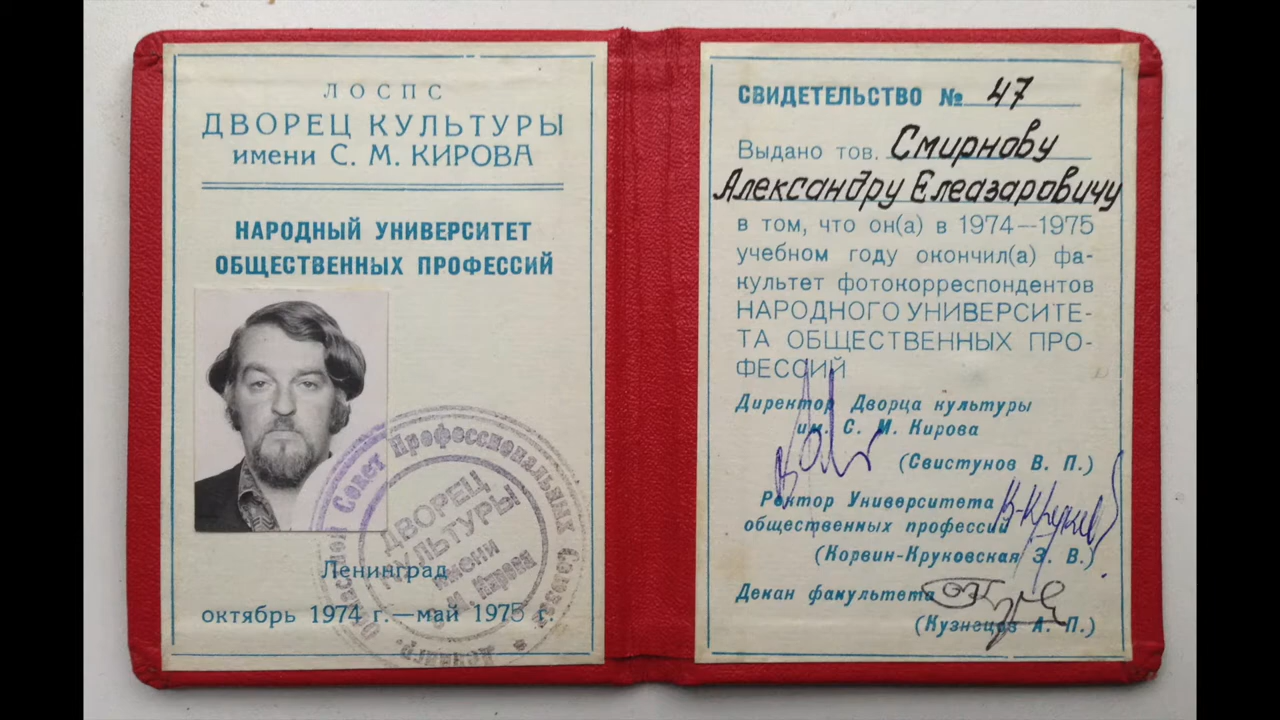 ЛОСПС
ДВОРЕЦ КУЛЬТУРЫ
имени С. М. КИРОВА
НАРОДНЫЙ УНИВЕРСИТЕТ
ОБЩЕСТВЕННЫХ ПРОФЕССИЙ
Совет Профессиональных Союзов
ДВОРЕЦ
КУЛЬТУРЫ
имени
С. М. Кирова
Ленинград
октябрь 1974 г.—май 1975 г.
СВИДЕТЕЛЬСТВО № 47
Выдано тов. Смирнову
Александру Елеазаровичу
в том, что он(а) в 1974—1975
учебном году окончил(а) фа-
культет фотокорреспондентов
НАРОДНОГО УНИВЕРСИТЕ-
ТА ОБЩЕСТВЕННЫХ ПРО-
ФЕССИЙ
Директор Дворца культуры
им. С. М. Кирова
(Свистунов В. П.)
Ректор Университета
общественных профессий
(Корвин-Круковская Э. В.)
Декан факультета
(Кузнецов А. П.)